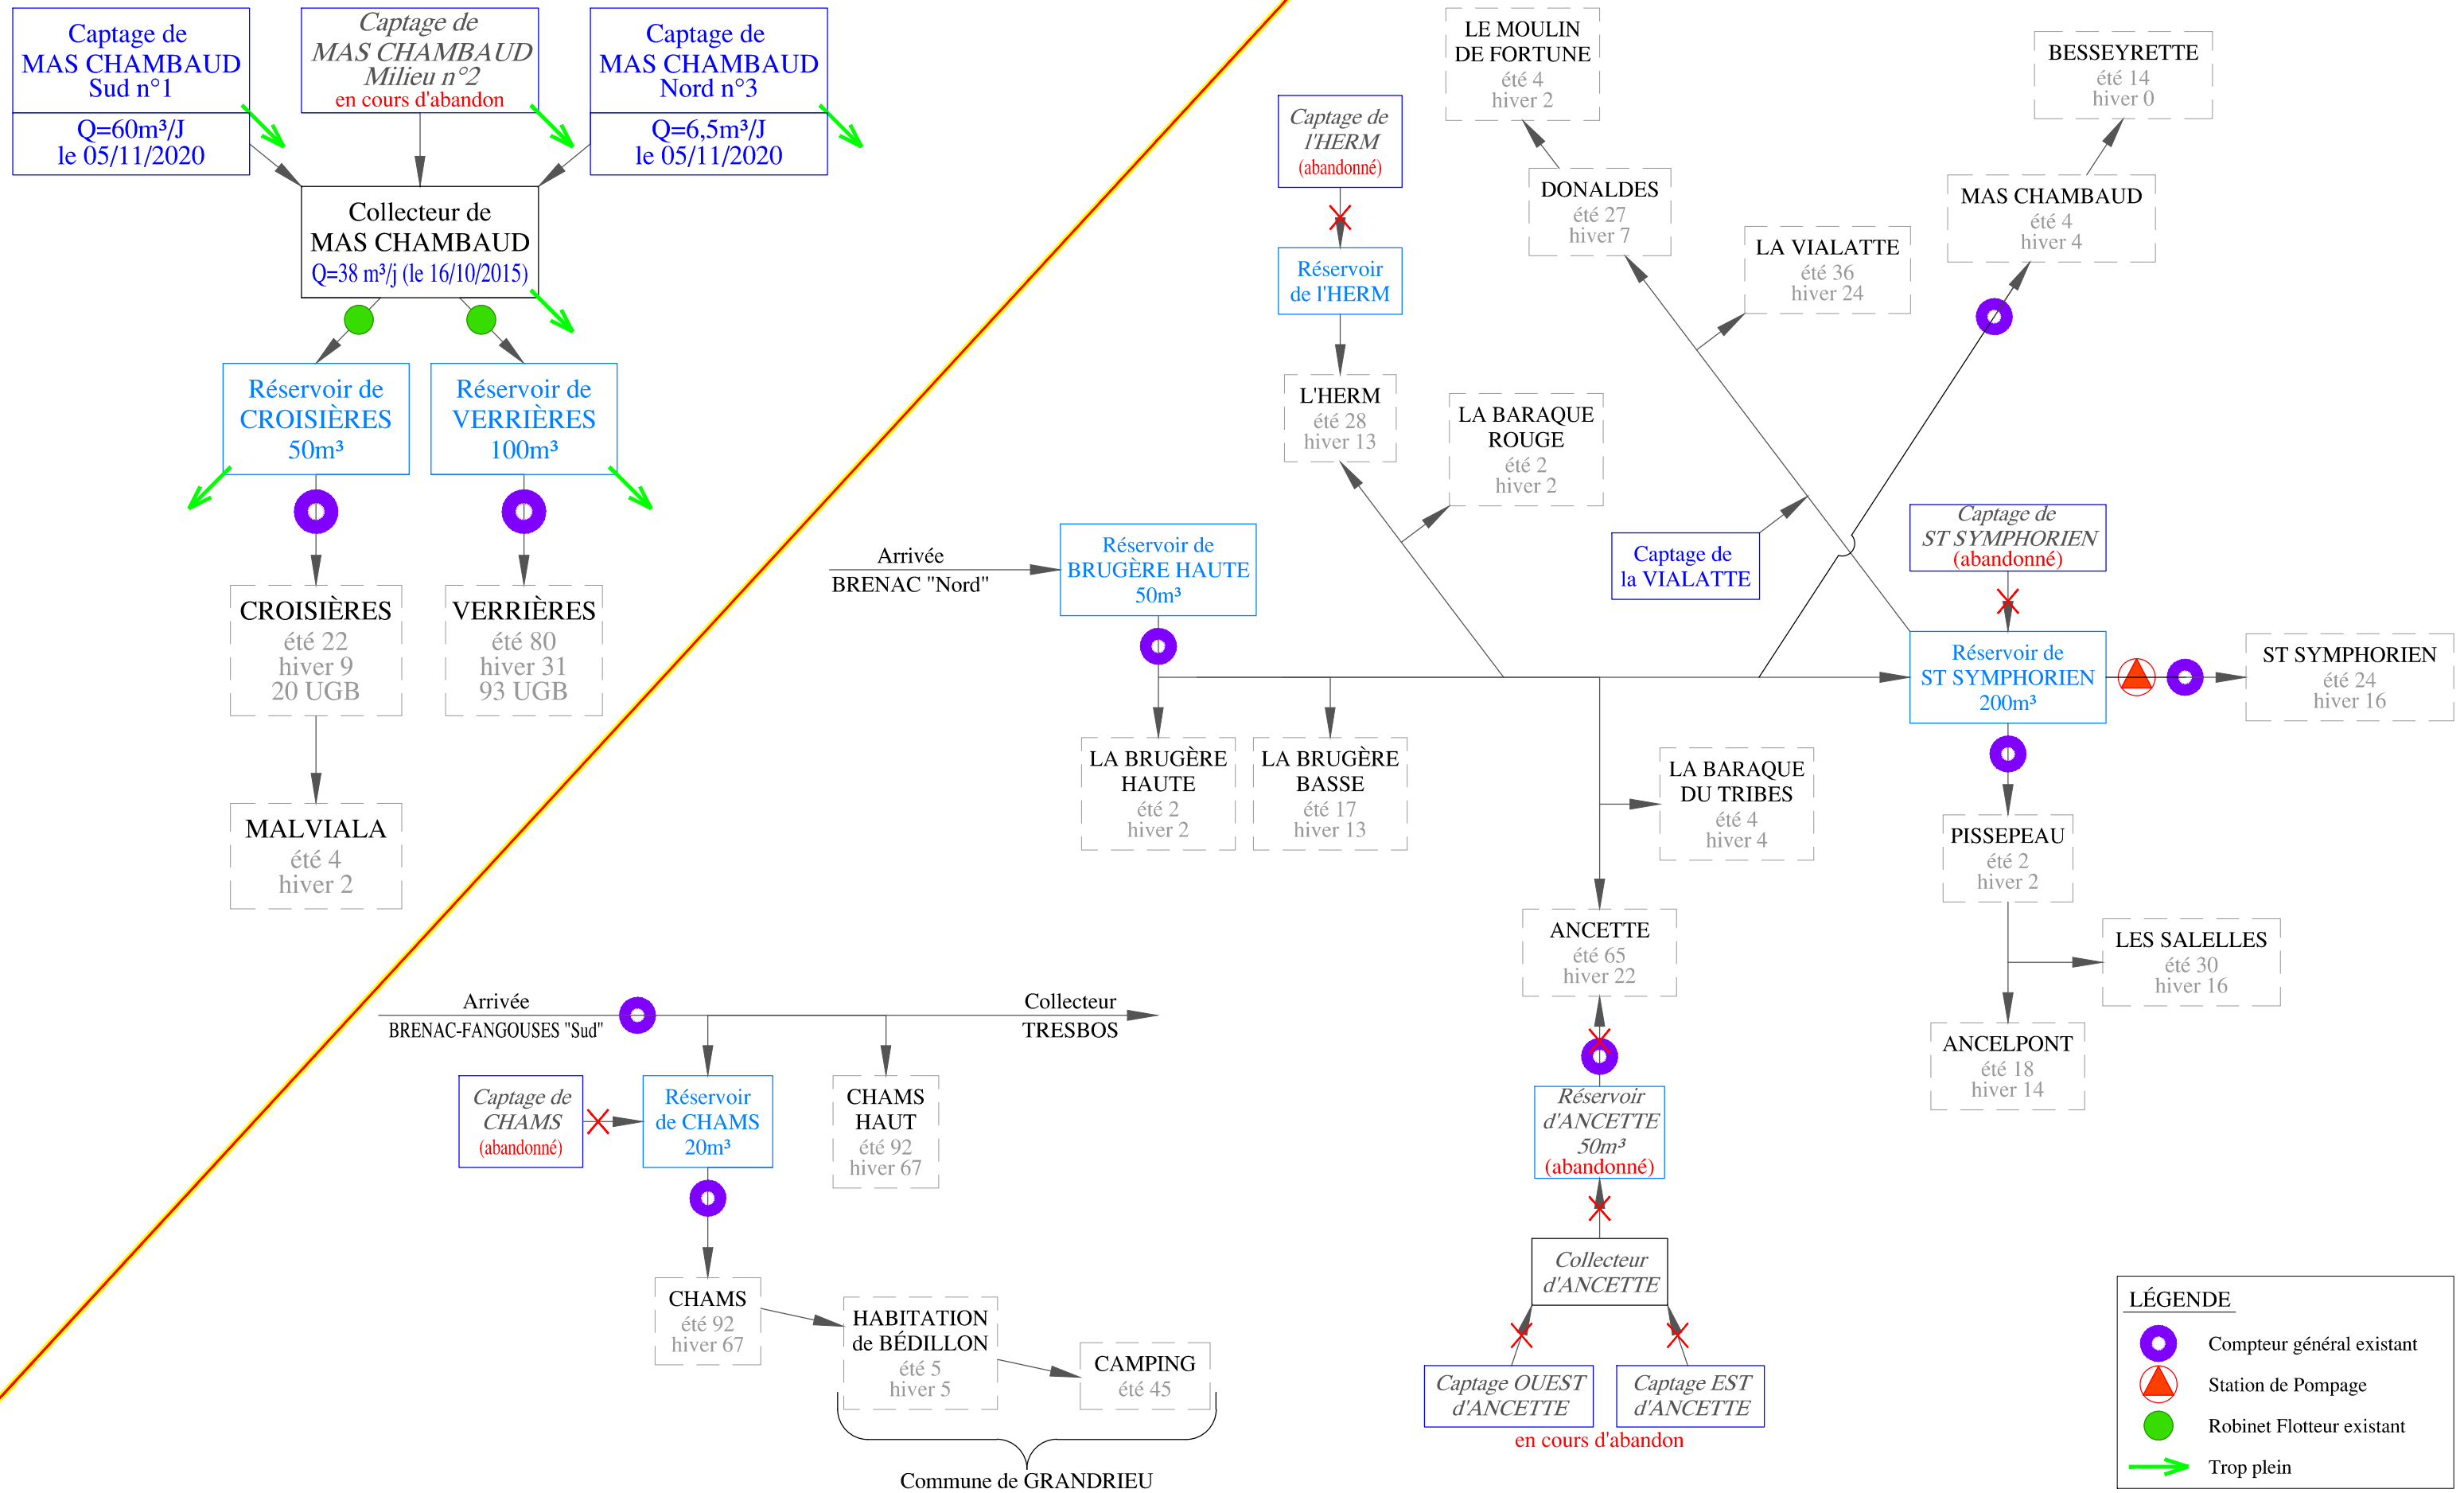 Captage de
MAS CHAMBAUD
Sud n°1
Q=60m³/J
le 05/11/2020
Captage de
MAS CHAMBAUD
Milieu n°2
en cours d'abandon
Captage de
MAS CHAMBAUD
Nord n°3
Q=6,5m³/J
le 05/11/2020
Collecteur de
MAS CHAMBAUD
Q=38 m³/j (le 16/10/2015)
Réservoir de
CROISIÈRES
50m³
Réservoir de
VERRIÈRES
100m³
CROISIÈRES
été 22
hiver 9
20 UGB
VERRIÈRES
été 80
hiver 31
93 UGB
MALVIALA
été 4
hiver 2
LE MOULIN
DE FORTUNE
été 4
hiver 2
BESSEYRETTE
été 14
hiver 0
Captage de
l'HERM
(abandonné)
DONALDES
été 27
hiver 7
MAS CHAMBAUD
été 4
hiver 4
LA VIALATTE
été 36
hiver 24
Réservoir
de l'HERM
L'HERM
été 28
hiver 13
LA BARAQUE
ROUGE
été 2
hiver 2
Arrivée
BRENAC "Nord"
Réservoir de
BRUGÈRE HAUTE
50m³
Captage de
la VIALATTE
Captage de
ST SYMPHORIEN
(abandonné)
Réservoir de
ST SYMPHORIEN
200m³
ST SYMPHORIEN
été 24
hiver 16
LA BRUGÈRE
HAUTE
été 2
hiver 2
LA BRUGÈRE
BASSE
été 17
hiver 13
LA BARAQUE
DU TRIBES
été 4
hiver 4
PISSEPEAU
été 2
hiver 2
ANCETTE
été 65
hiver 22
LES SALELLES
été 30
hiver 16
ANCELPONT
été 18
hiver 14
Arrivée
BRENAC-FANGOUSES "Sud"
Collecteur
TRESBOS
Captage de
CHAMS
(abandonné)
Réservoir
de CHAMS
20m³
CHAMS
HAUT
été 92
hiver 67
Réservoir
d'ANCETTE
50m³
(abandonné)
Collecteur
d'ANCETTE
CHAMS
été 92
hiver 67
HABITATION
de BÉDILLON
été 5
hiver 5
CAMPING
été 45
Commune de GRANDRIEU
Captage OUEST
d'ANCETTE
Captage EST
d'ANCETTE
en cours d'abandon
LÉGENDE
Compteur général existant
Station de Pompage
Robinet Flotteur existant
Trop plein